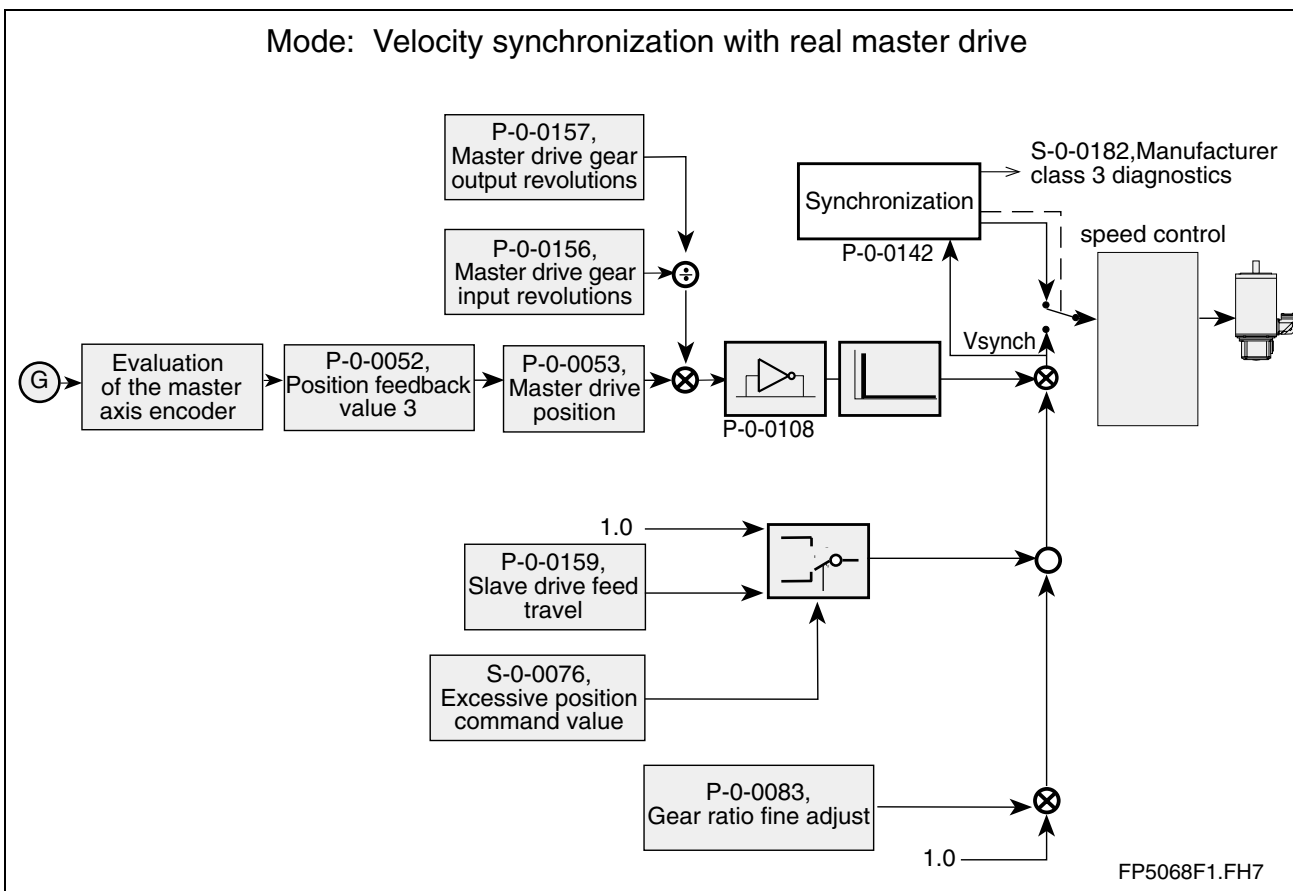 Mode: Velocity synchronization with real master drive
P-0-0157,
Master drive gear
output revolutions
S-0-0182,Manufacturer
class 3 diagnostics
Synchronization
P-0-0142
speed control
P-0-0156,
Master drive gear
input revolutions
÷
Vsynch
G
Evaluation
of the master
axis encoder
P-0-0052,
Position feedback
value 3
P-0-0053,
Master drive
position
P-0-0108
1.0
P-0-0159,
Slave drive feed
travel
S-0-0076,
Excessive position
command value
P-0-0083,
Gear ratio fine adjust
1.0
FP5068F1.FH7